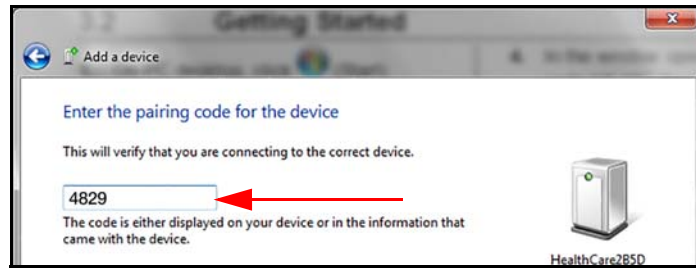 3.2 Getting Started
Add a device
Enter the pairing code for the device
This will verify that you are connecting to the correct device.
4829
The code is either displayed on your device or in the information that
came with the device.
HealthCare2B5D